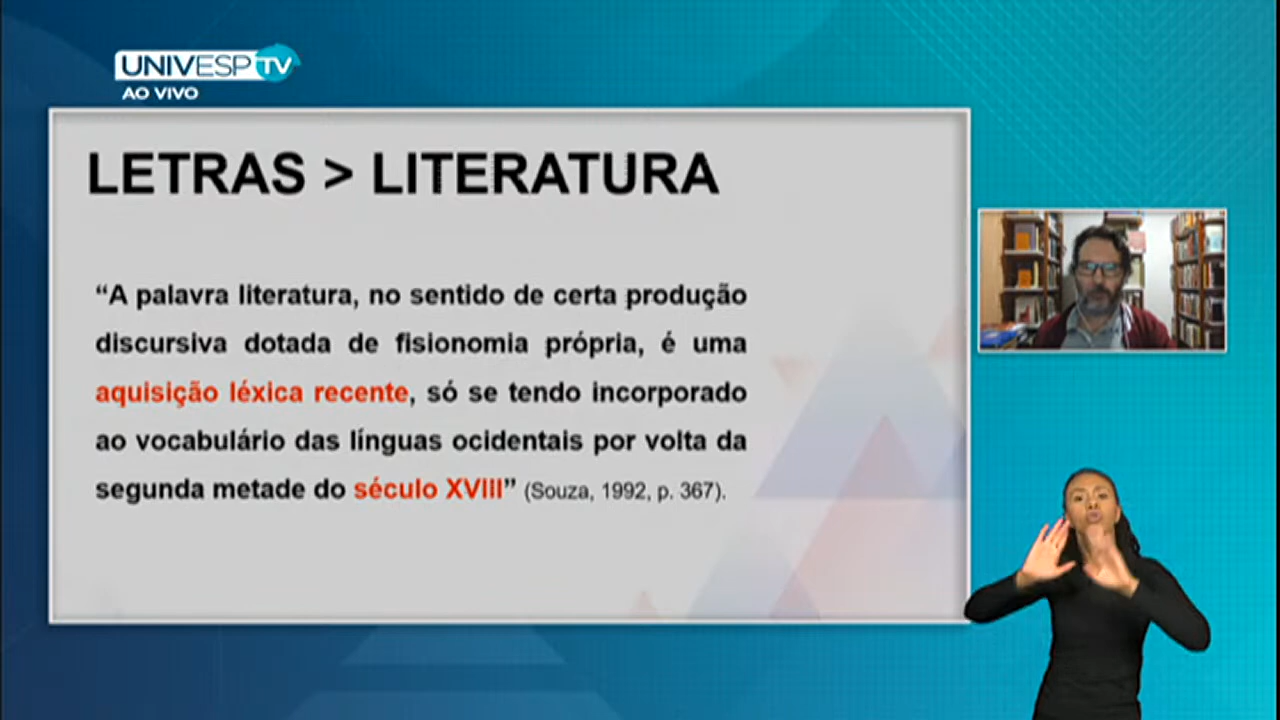 UNIVESP TV
AO VIVO
LETRAS > LITERATURA
“A palavra literatura, no sentido de certa produção
discursiva dotada de fisionomia própria, é uma
aquisição léxica recente, só se tendo incorporado
ao vocabulário das línguas ocidentais por volta da
segunda metade do século XVIII” (Souza, 1992, p. 367).